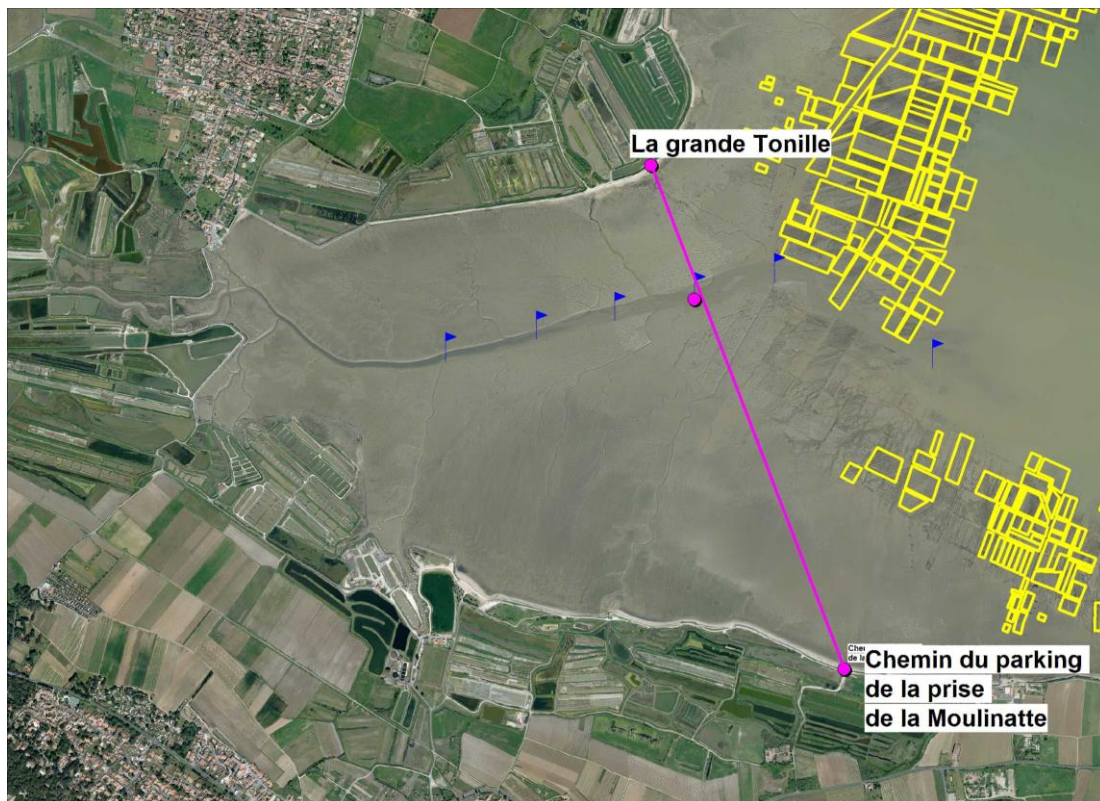 La grande Tonille
Chemin du parking
de la prise
de la Moulinatte